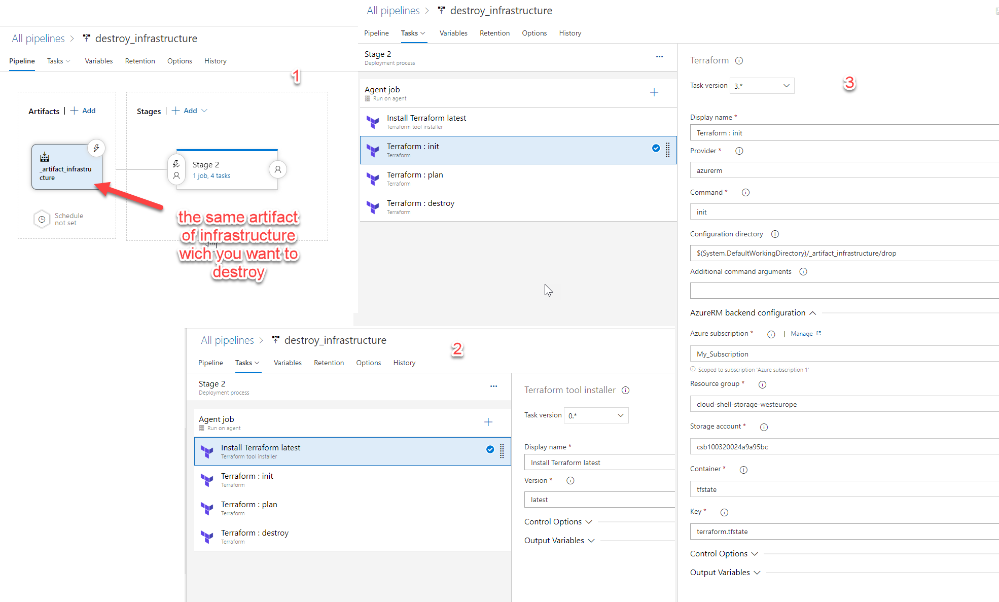 All pipelines > destroy_infrastructure
Pipeline Tasks Variables Retention Options History
1
Artifacts | + Add
Stages | + Add
_artifact_infrastru
cture
Stage 2
1 job, 4 tasks
Schedule
not set
the same artifact
of infrastructure
wich you want to
destroy
All pipelines > destroy_infrastructure
Pipeline Tasks Variables Retention Options History
2
Stage 2
Deployment process
Agent job
Run on agent
Install Terraform latest
Terraform tool installer
Terraform : init
Terraform
Terraform : plan
Terraform
Terraform : destroy
Terraform
Terraform tool installer
Task version 0.*
Display name *
Install Terraform latest
Version *
latest
Control Options
Output Variables
All pipelines > destroy_infrastructure
Pipeline Tasks Variables Retention Options History
3
Stage 2
Deployment process
Agent job
Run on agent
Install Terraform latest
Terraform tool installer
Terraform : init
Terraform
Terraform : plan
Terraform
Terraform : destroy
Terraform
Terraform
Task version 3.*
Display name *
Terraform : init
Provider *
azurerm
Command *
init
Configuration directory
$(System.DefaultWorkingDirectory)/_artifact_infrastructure/drop
Additional command arguments
AzureRM backend configuration
Azure subscription * | Manage
My_Subscription
Scoped to subscription 'Azure subscription 1'
Resource group *
cloud-shell-storage-westeurope
Storage account *
csb100320024a9a95bc
Container *
tfstate
Key *
terraform.tfstate
Control Options
Output Variables